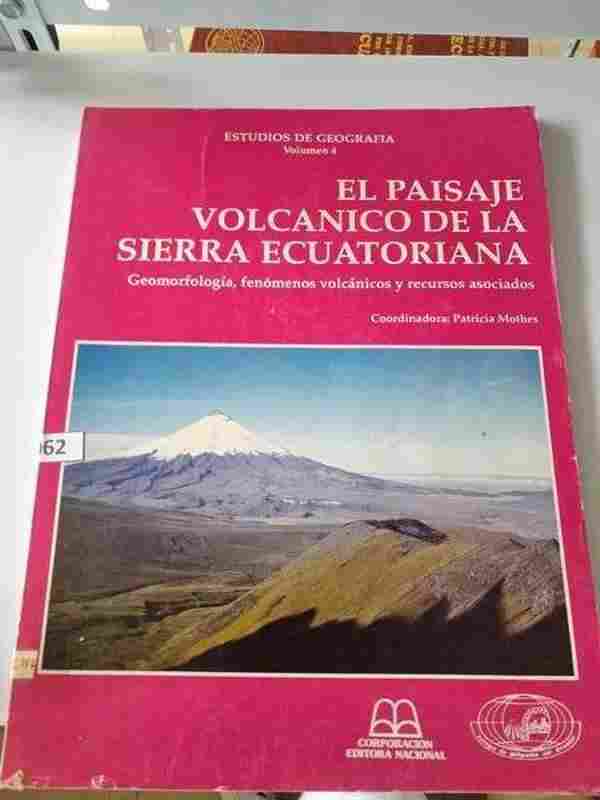 ESTUDIOS DE GEOGRAFIA
Volumen 4
EL PAISAJE
VOLCANICO DE LA
SIERRA ECUATORIANA
Geomorfología, fenómenos volcánicos y recursos asociados
Coordinadora: Patricia Mothes
062
CORPORACION
EDITORA NACIONAL